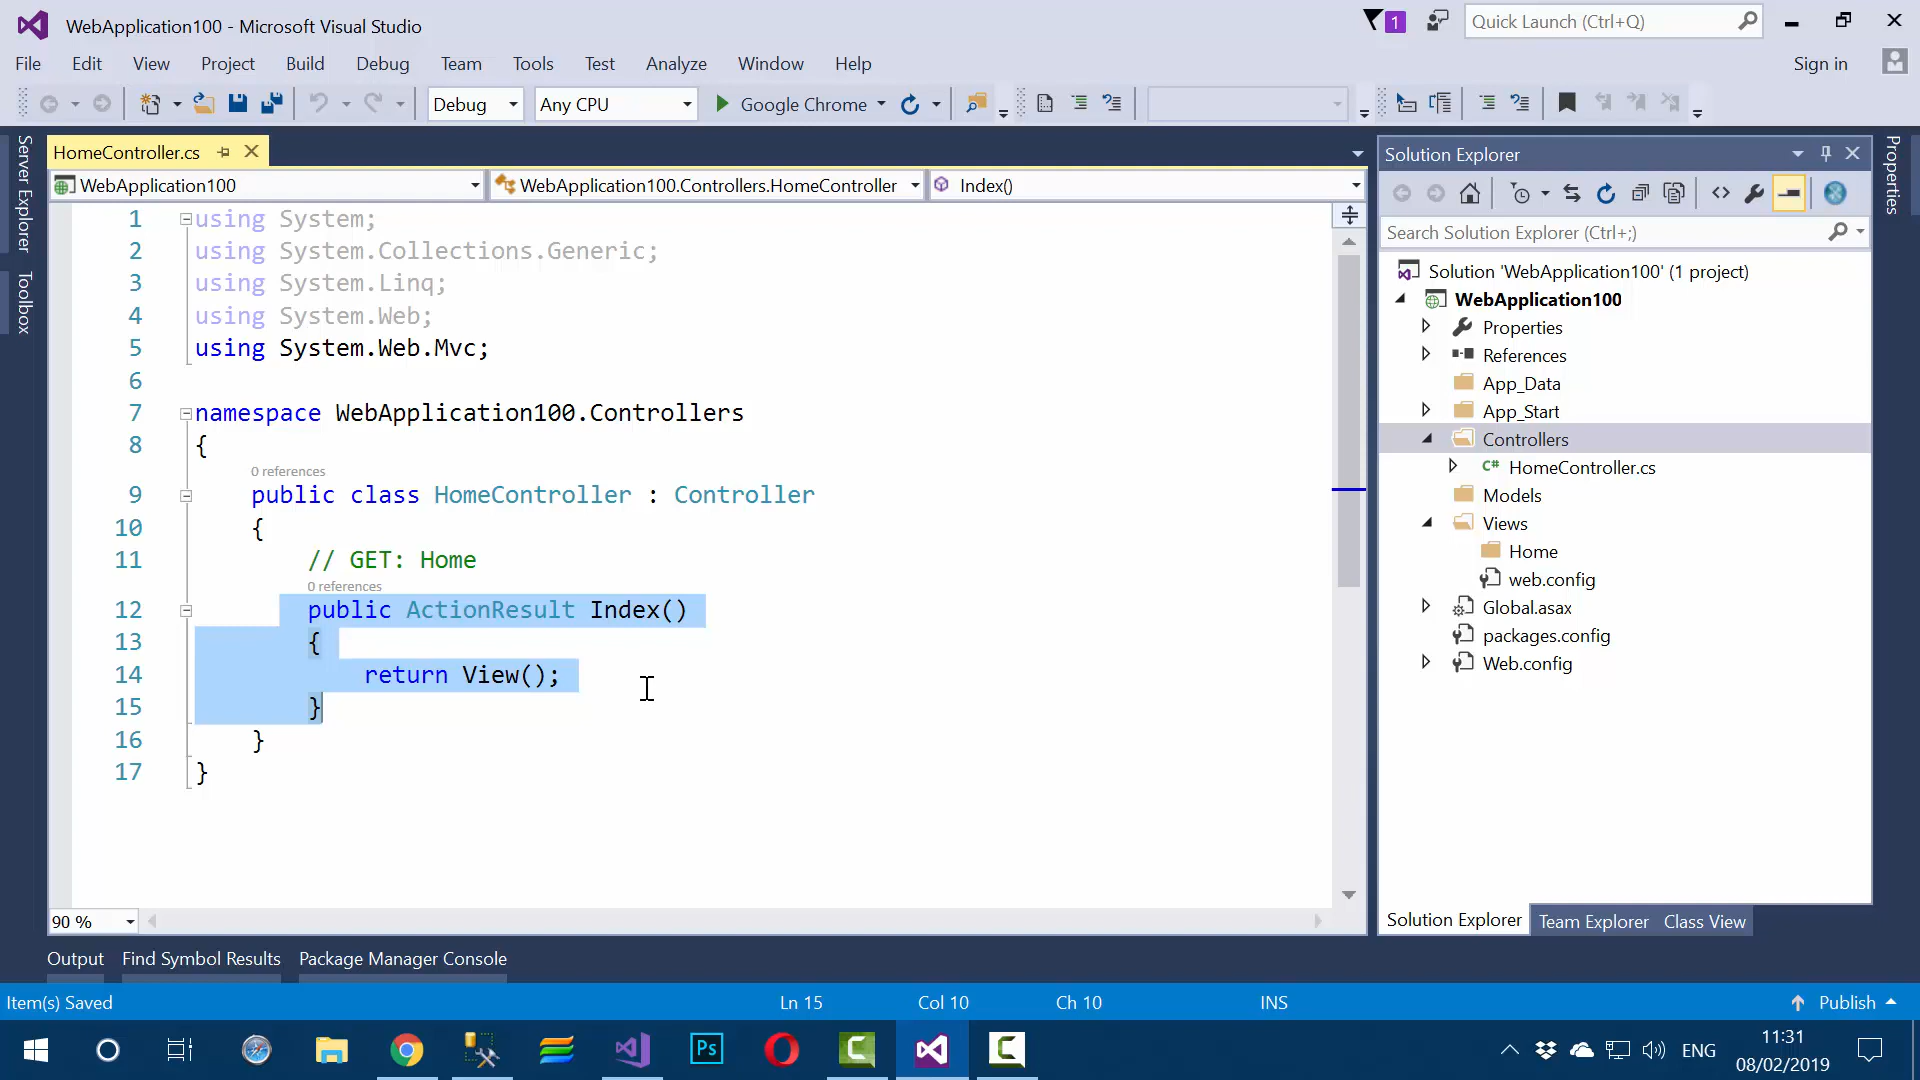 WebApplication100 - Microsoft Visual Studio
1
Quick Launch (Ctrl+Q)
File Edit View Project Build Debug Team Tools Test Analyze Window Help
Sign in
Debug Any CPU Google Chrome
Server Explorer
Toolbox
HomeController.cs
WebApplication100 WebApplication100.Controllers.HomeController Index()
1 using System;
2 using System.Collections.Generic;
3 using System.Linq;
4 using System.Web;
5 using System.Web.Mvc;
6
7 namespace WebApplication100.Controllers
8 {
0 references
9 public class HomeController : Controller
10 {
11 // GET: Home
0 references
12 public ActionResult Index()
13 {
14 return View();
15 }
16 }
17 }
90 %
Solution Explorer
Search Solution Explorer (Ctrl+;)
Solution 'WebApplication100' (1 project)
WebApplication100
Properties
References
App_Data
App_Start
Controllers
C# HomeController.cs
Models
Views
Home
web.config
Global.asax
packages.config
Web.config
Solution Explorer Team Explorer Class View
Properties
Output Find Symbol Results Package Manager Console
Item(s) Saved Ln 15 Col 10 Ch 10 INS Publish
Ps
ENG
11:31
08/02/2019